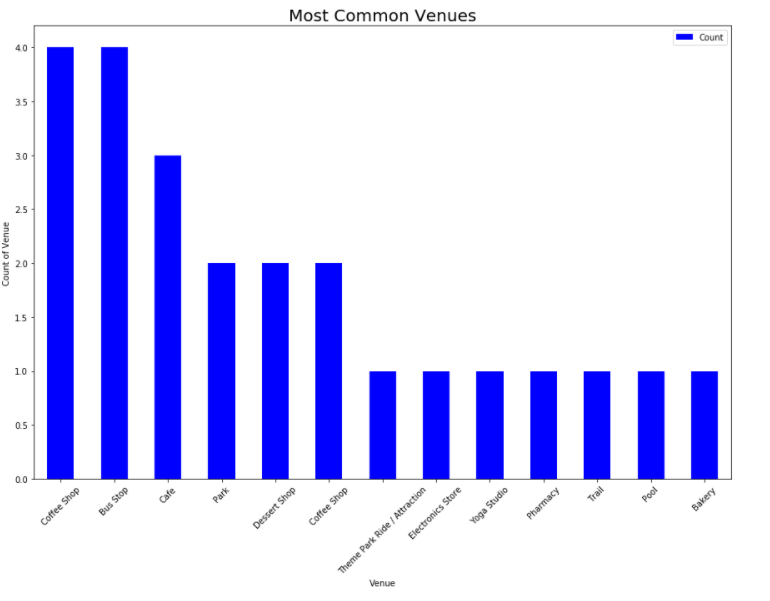 Most Common Venues
Count
4.0
3.5
3.0
2.5
2.0
1.5
1.0
0.5
0.0
Count of Venue
Coffee Shop
Bus Stop
Cafe
Park
Dessert Shop
Coffee Shop
Theme Park Ride / Attraction
Electronics Store
Yoga Studio
Pharmacy
Trail
Pool
Bakery
Venue